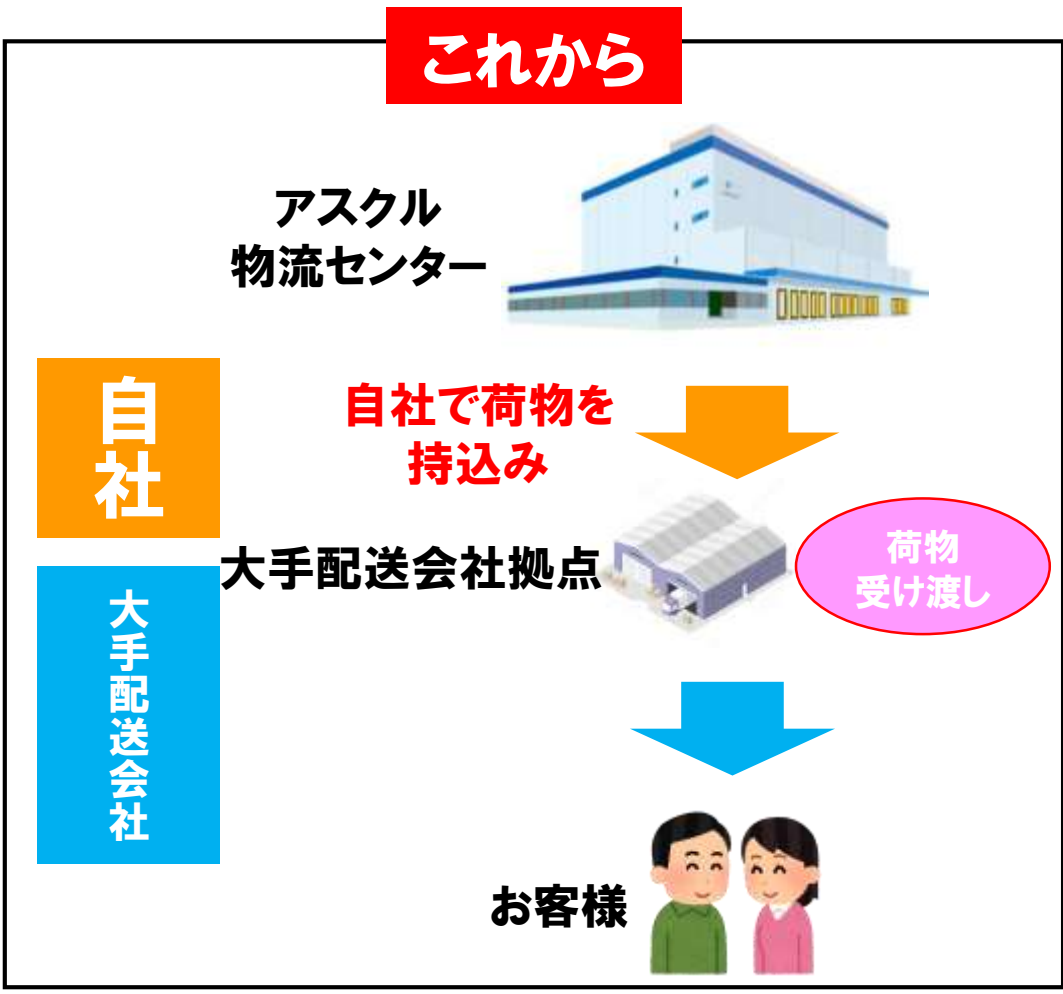 これから
アスクル
物流センター
自社
自社で荷物を
持込み
大手配送会社拠点
荷物
受け渡し
大手配送会社
お客様